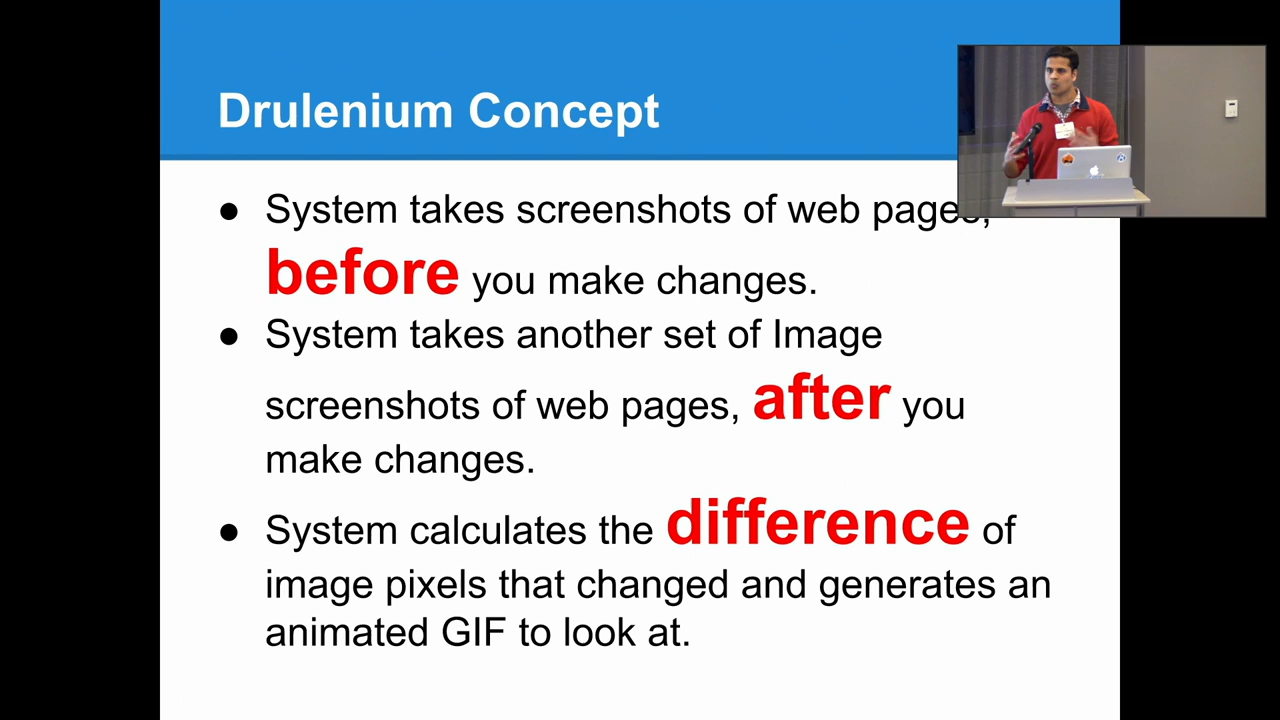 Drulenium Concept
● System takes screenshots of web pages,
before you make changes.
● System takes another set of Image
screenshots of web pages, after you
make changes.
● System calculates the difference of
image pixels that changed and generates an
animated GIF to look at.